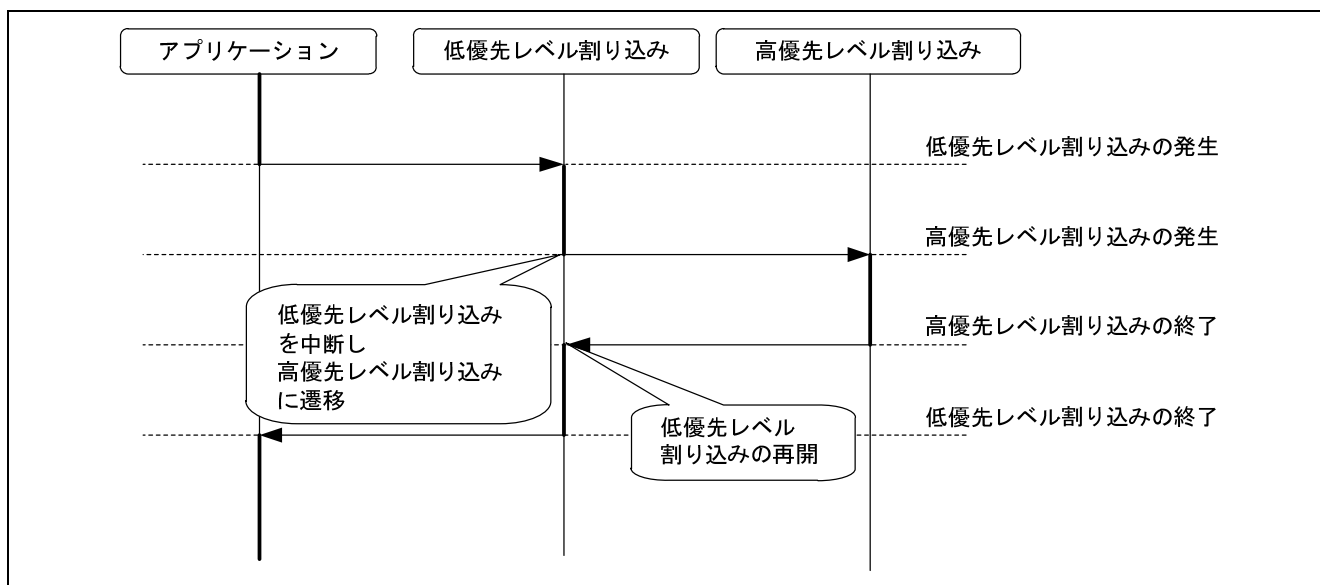 アプリケーション
低優先レベル割り込み
高優先レベル割り込み
低優先レベル割り込みの発生
高優先レベル割り込みの発生
低優先レベル割り込み
を中断し
高優先レベル割り込み
に遷移
高優先レベル割り込みの終了
低優先レベル
割り込みの再開
低優先レベル割り込みの終了